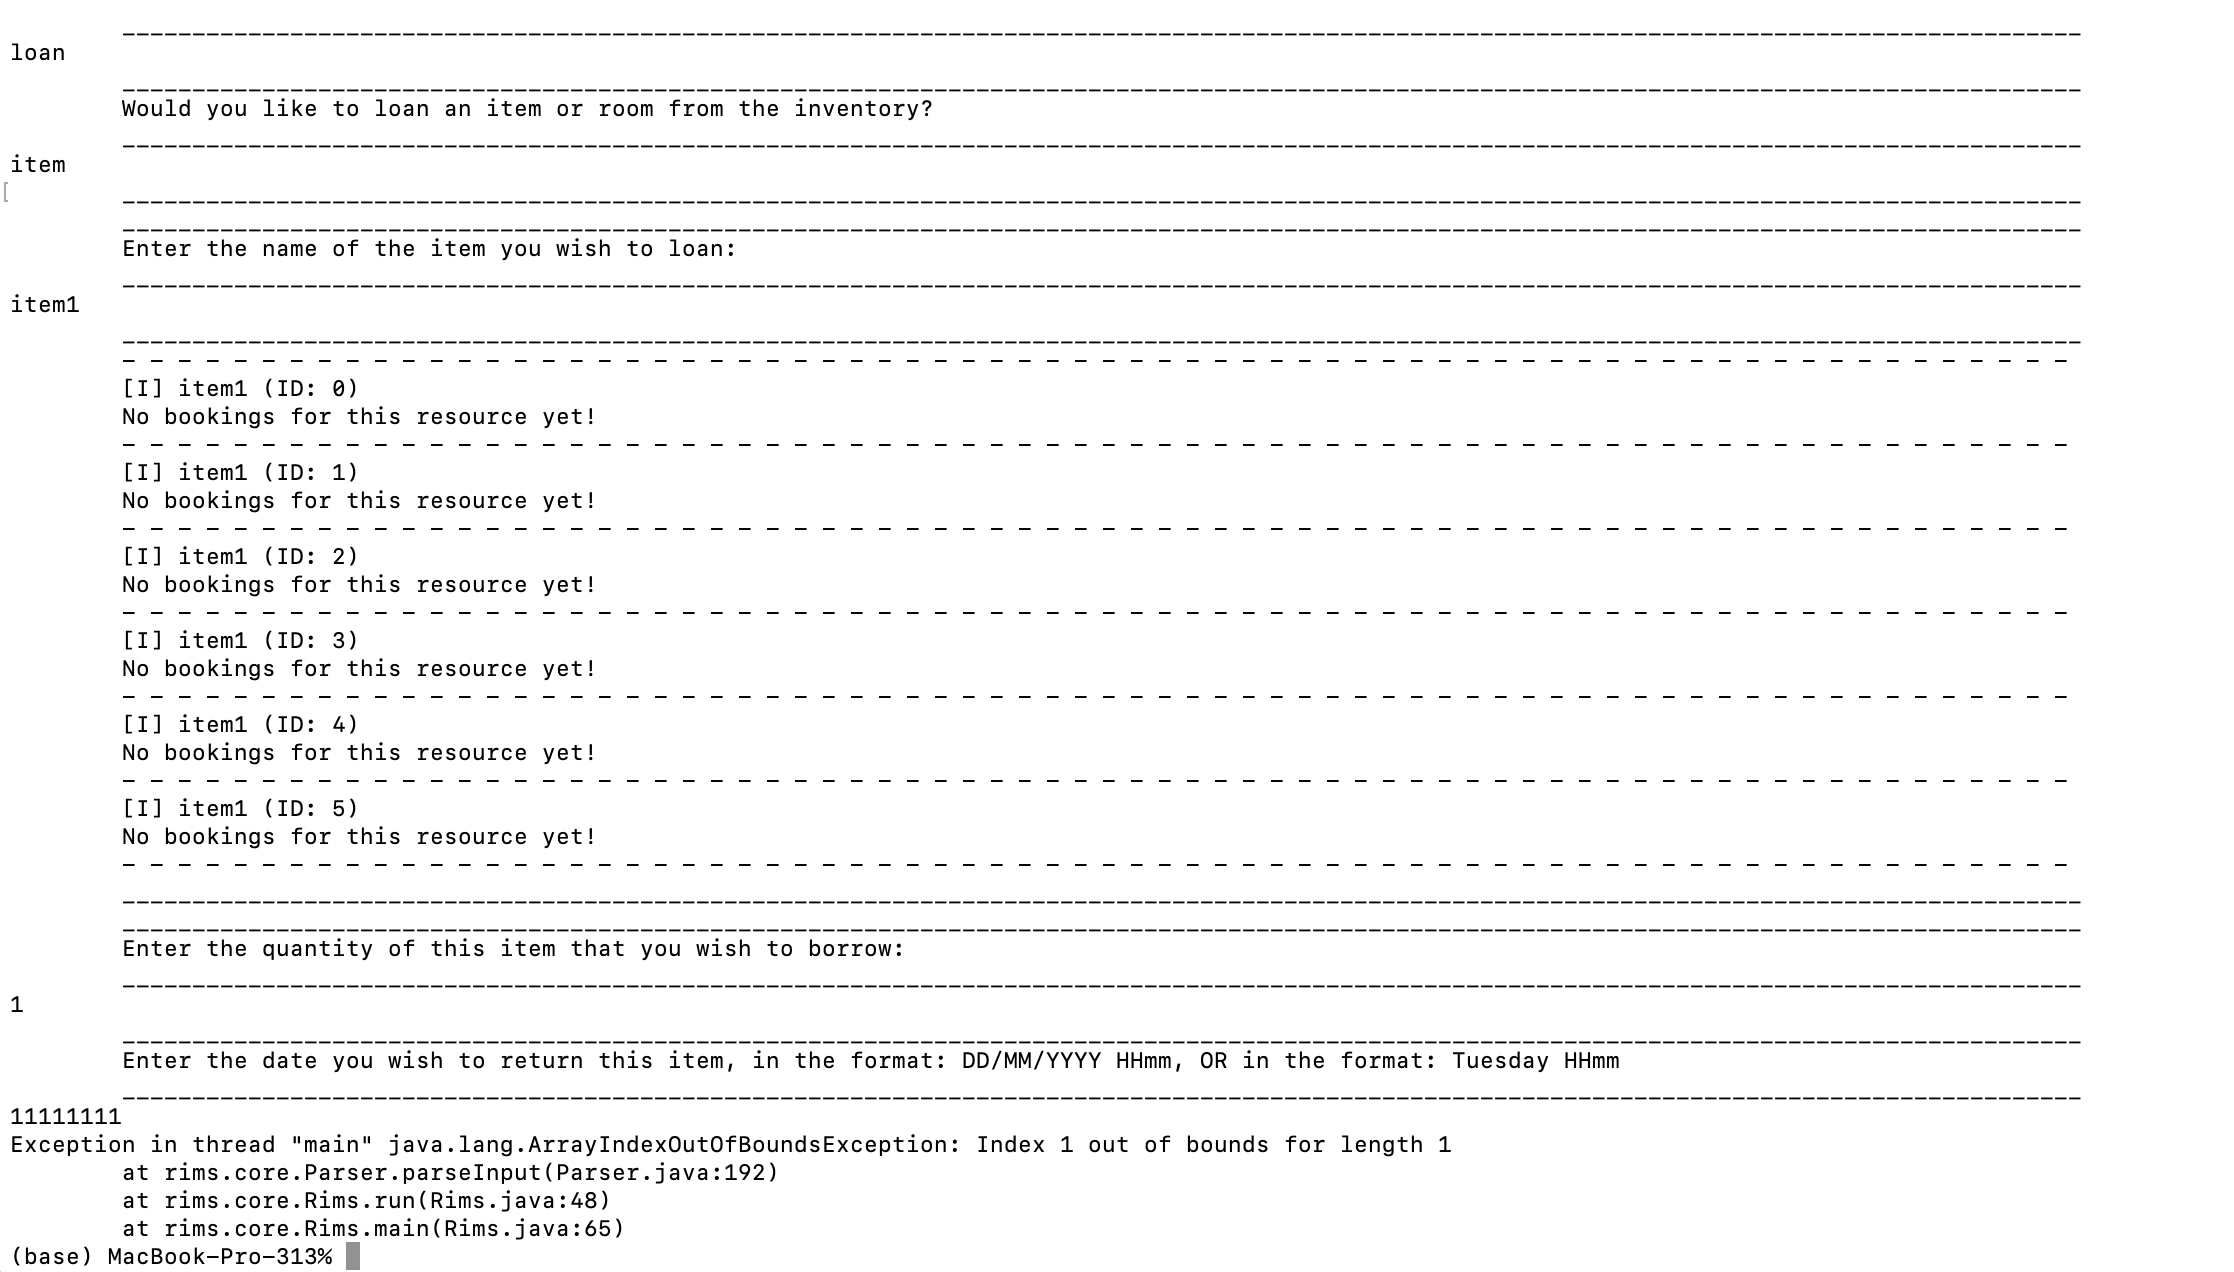 loan
Would you like to loan an item or room from the inventory?
item
[
Enter the name of the item you wish to loan:
item1
[I] item1 (ID: 0)
No bookings for this resource yet!
[I] item1 (ID: 1)
No bookings for this resource yet!
[I] item1 (ID: 2)
No bookings for this resource yet!
[I] item1 (ID: 3)
No bookings for this resource yet!
[I] item1 (ID: 4)
No bookings for this resource yet!
[I] item1 (ID: 5)
No bookings for this resource yet!
Enter the quantity of this item that you wish to borrow:
1
Enter the date you wish to return this item, in the format: DD/MM/YYYY HHmm, OR in the format: Tuesday HHmm
11111111
Exception in thread "main" java.lang.ArrayIndexOutOfBoundsException: Index 1 out of bounds for length 1
at rims.core.Parser.parseInput(Parser.java:192)
at rims.core.Rims.run(Rims.java:48)
at rims.core.Rims.main(Rims.java:65)
(base) MacBook-Pro-313%